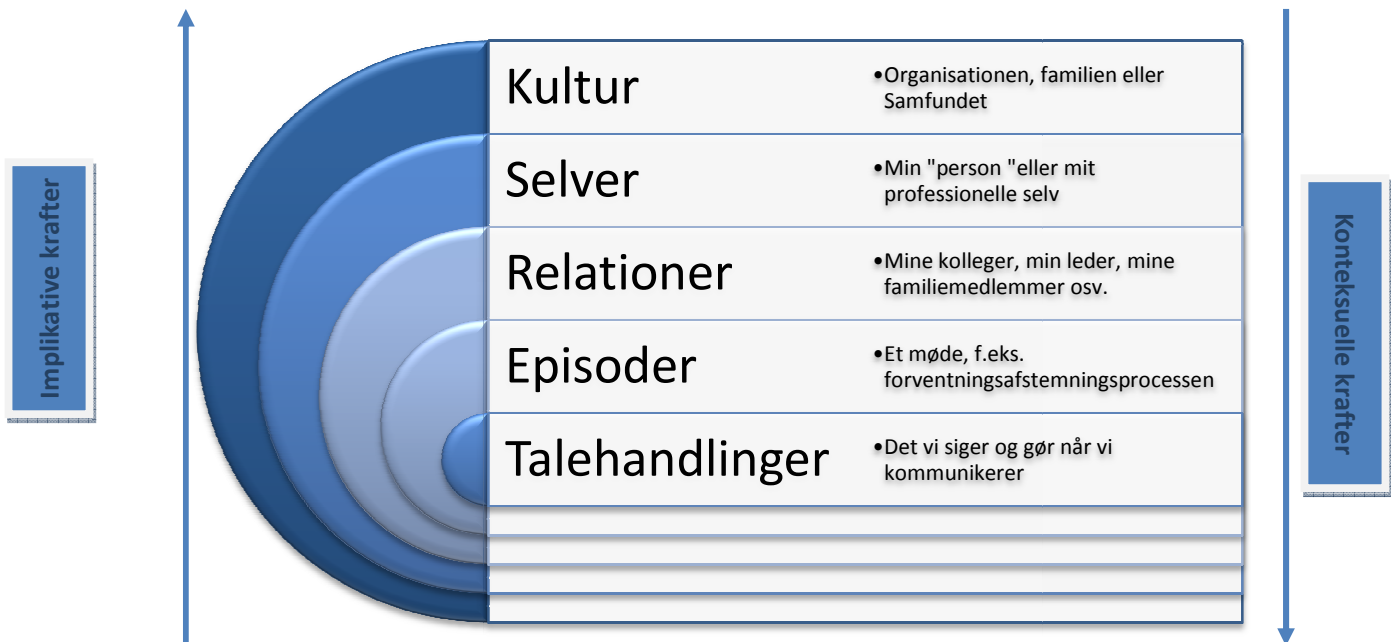 Implikative krafter
Kultur
•Organisationen, familien eller
Samfundet
Selver
•Min "person "eller mit
professionelle selv
Relationer
•Mine kolleger, min leder, mine
familiemedlemmer osv.
Episoder
•Et møde, f.eks.
forventningsafstemningsprocessen
Talehandlinger
•Det vi siger og gør når vi
kommunikerer
Konteksuelle krafter